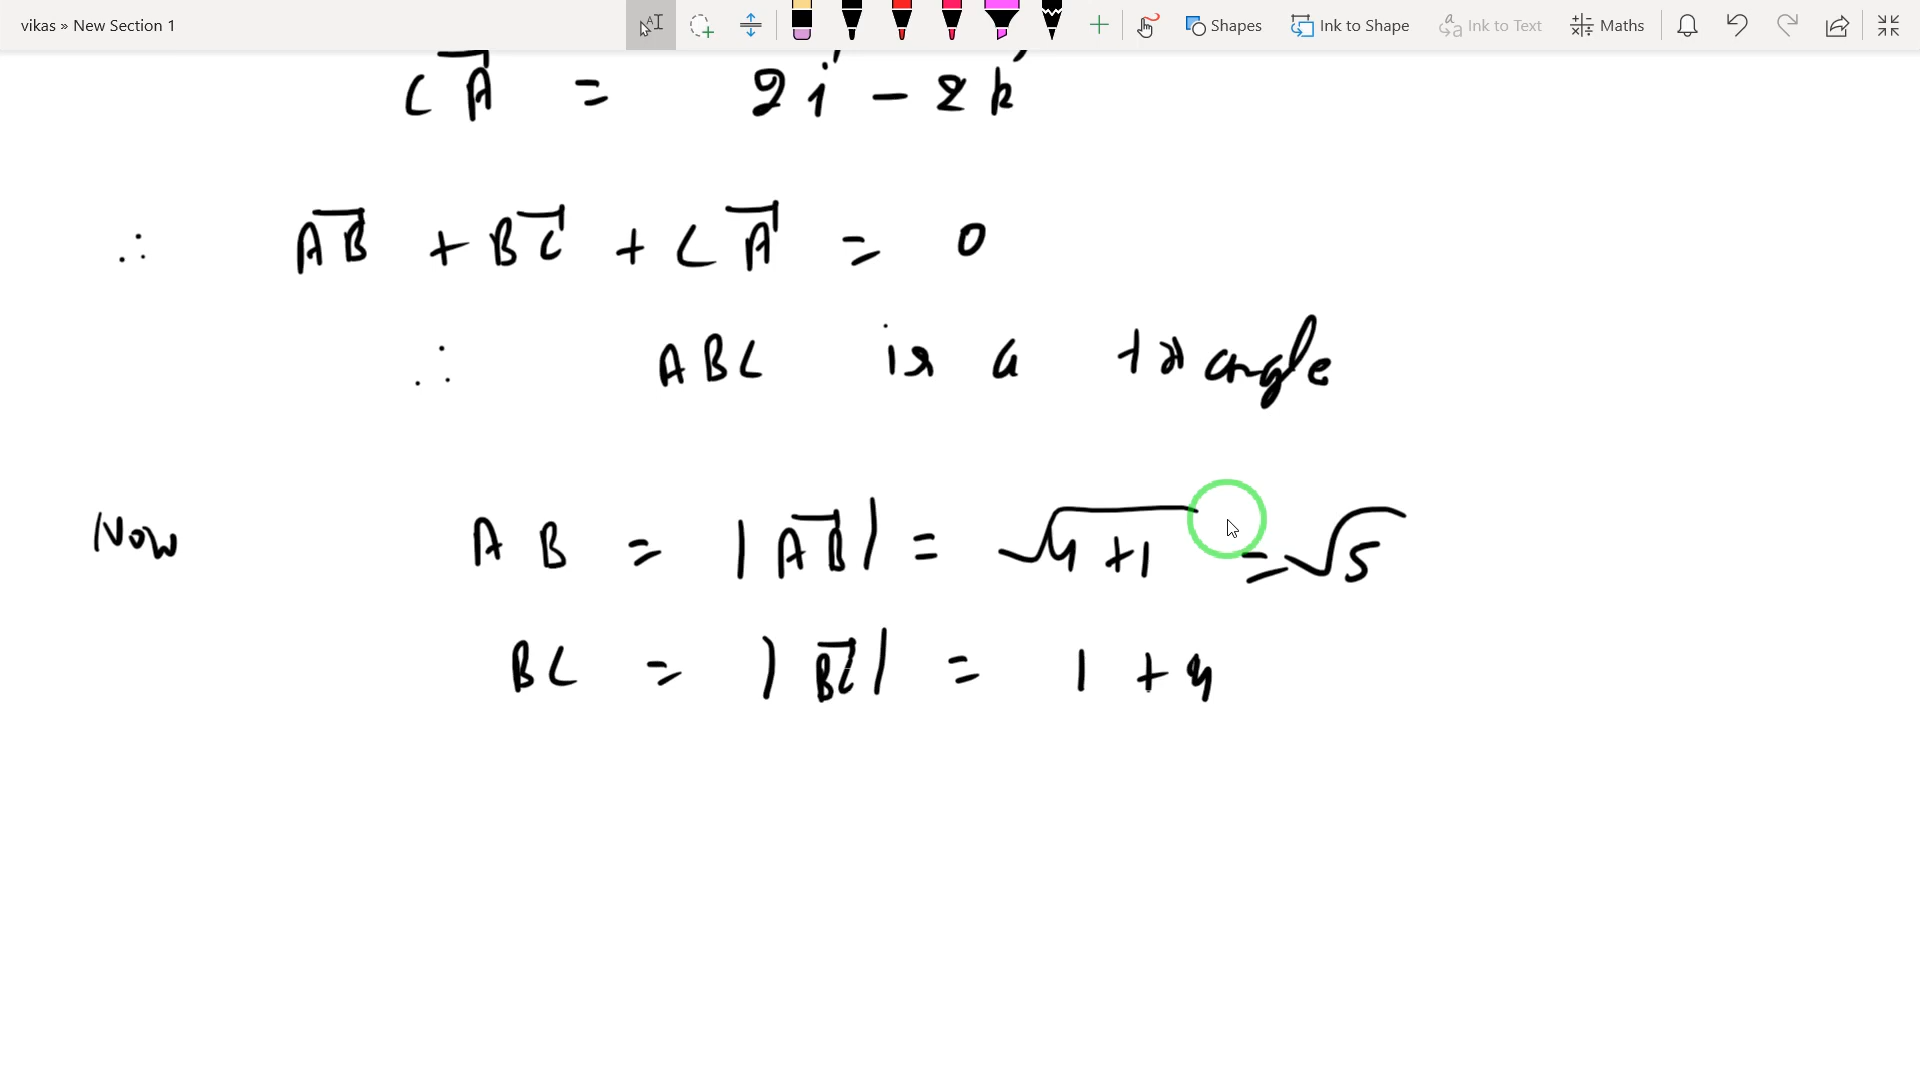 vikas » New Section 1 Shapes Ink to Shape Ink to Text Maths
CA = 2i - 2k
∴ AB + BC + CA = 0
∴ ABC is a triangle
Now AB = |AB| = √4+1 = √5
BC = |BC| = 1 + 4